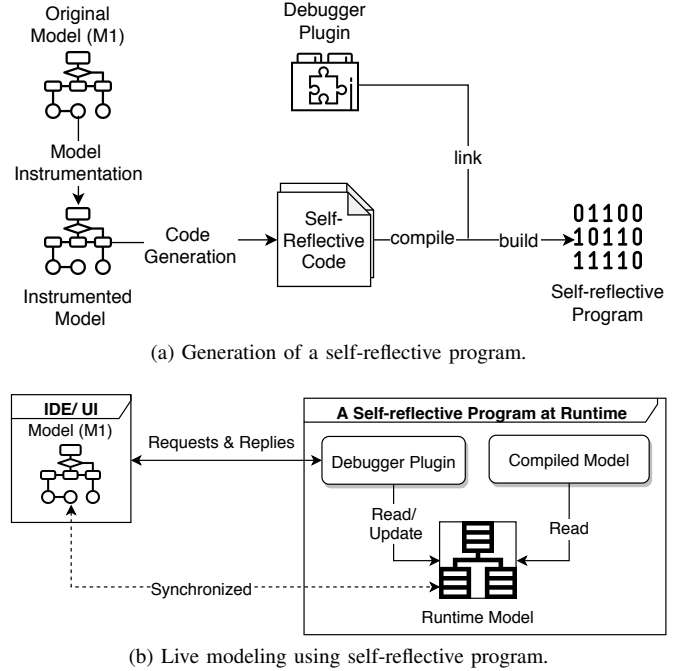 Original
Model (M1)
Debugger
Plugin
Model
Instrumentation
link
Code
Generation
Self-
Reflective
Code
compile
build
01100
10110
11110
Instrumented
Model
Self-reflective
Program
(a) Generation of a self-reflective program.
IDE/ UI
Model (M1)
A Self-reflective Program at Runtime
Requests & Replies
Debugger Plugin
Compiled Model
Read/
Update
Read
Synchronized
Runtime Model
(b) Live modeling using self-reflective program.